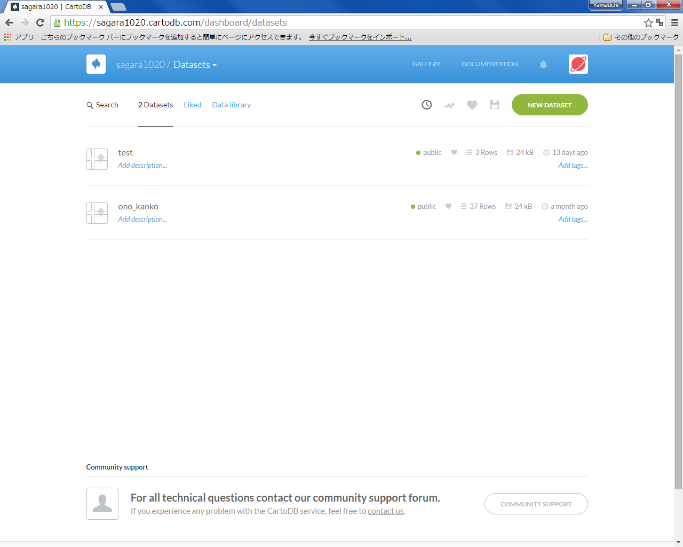 sagara1020 | CartoDB
Yamauchi
https://sagara1020.cartodb.com/dashboard/datasets
アプリ こちらのブックマーク バーにブックマークを追加すると簡単にページにアクセスできます。 今すぐブックマークをインポート... その他のブックマーク
sagara1020 / Datasets GALLERY DOCUMENTATION
Search 2 Datasets Liked Data library NEW DATASET
test public 3 Rows 24 kB 13 days ago
Add description... Add tags...
ono_kanko public 37 Rows 24 kB a month ago
Add description... Add tags...
Community support
For all technical questions contact our community support forum.
If you experience any problem with the CartoDB service, feel free to contact us.
COMMUNITY SUPPORT